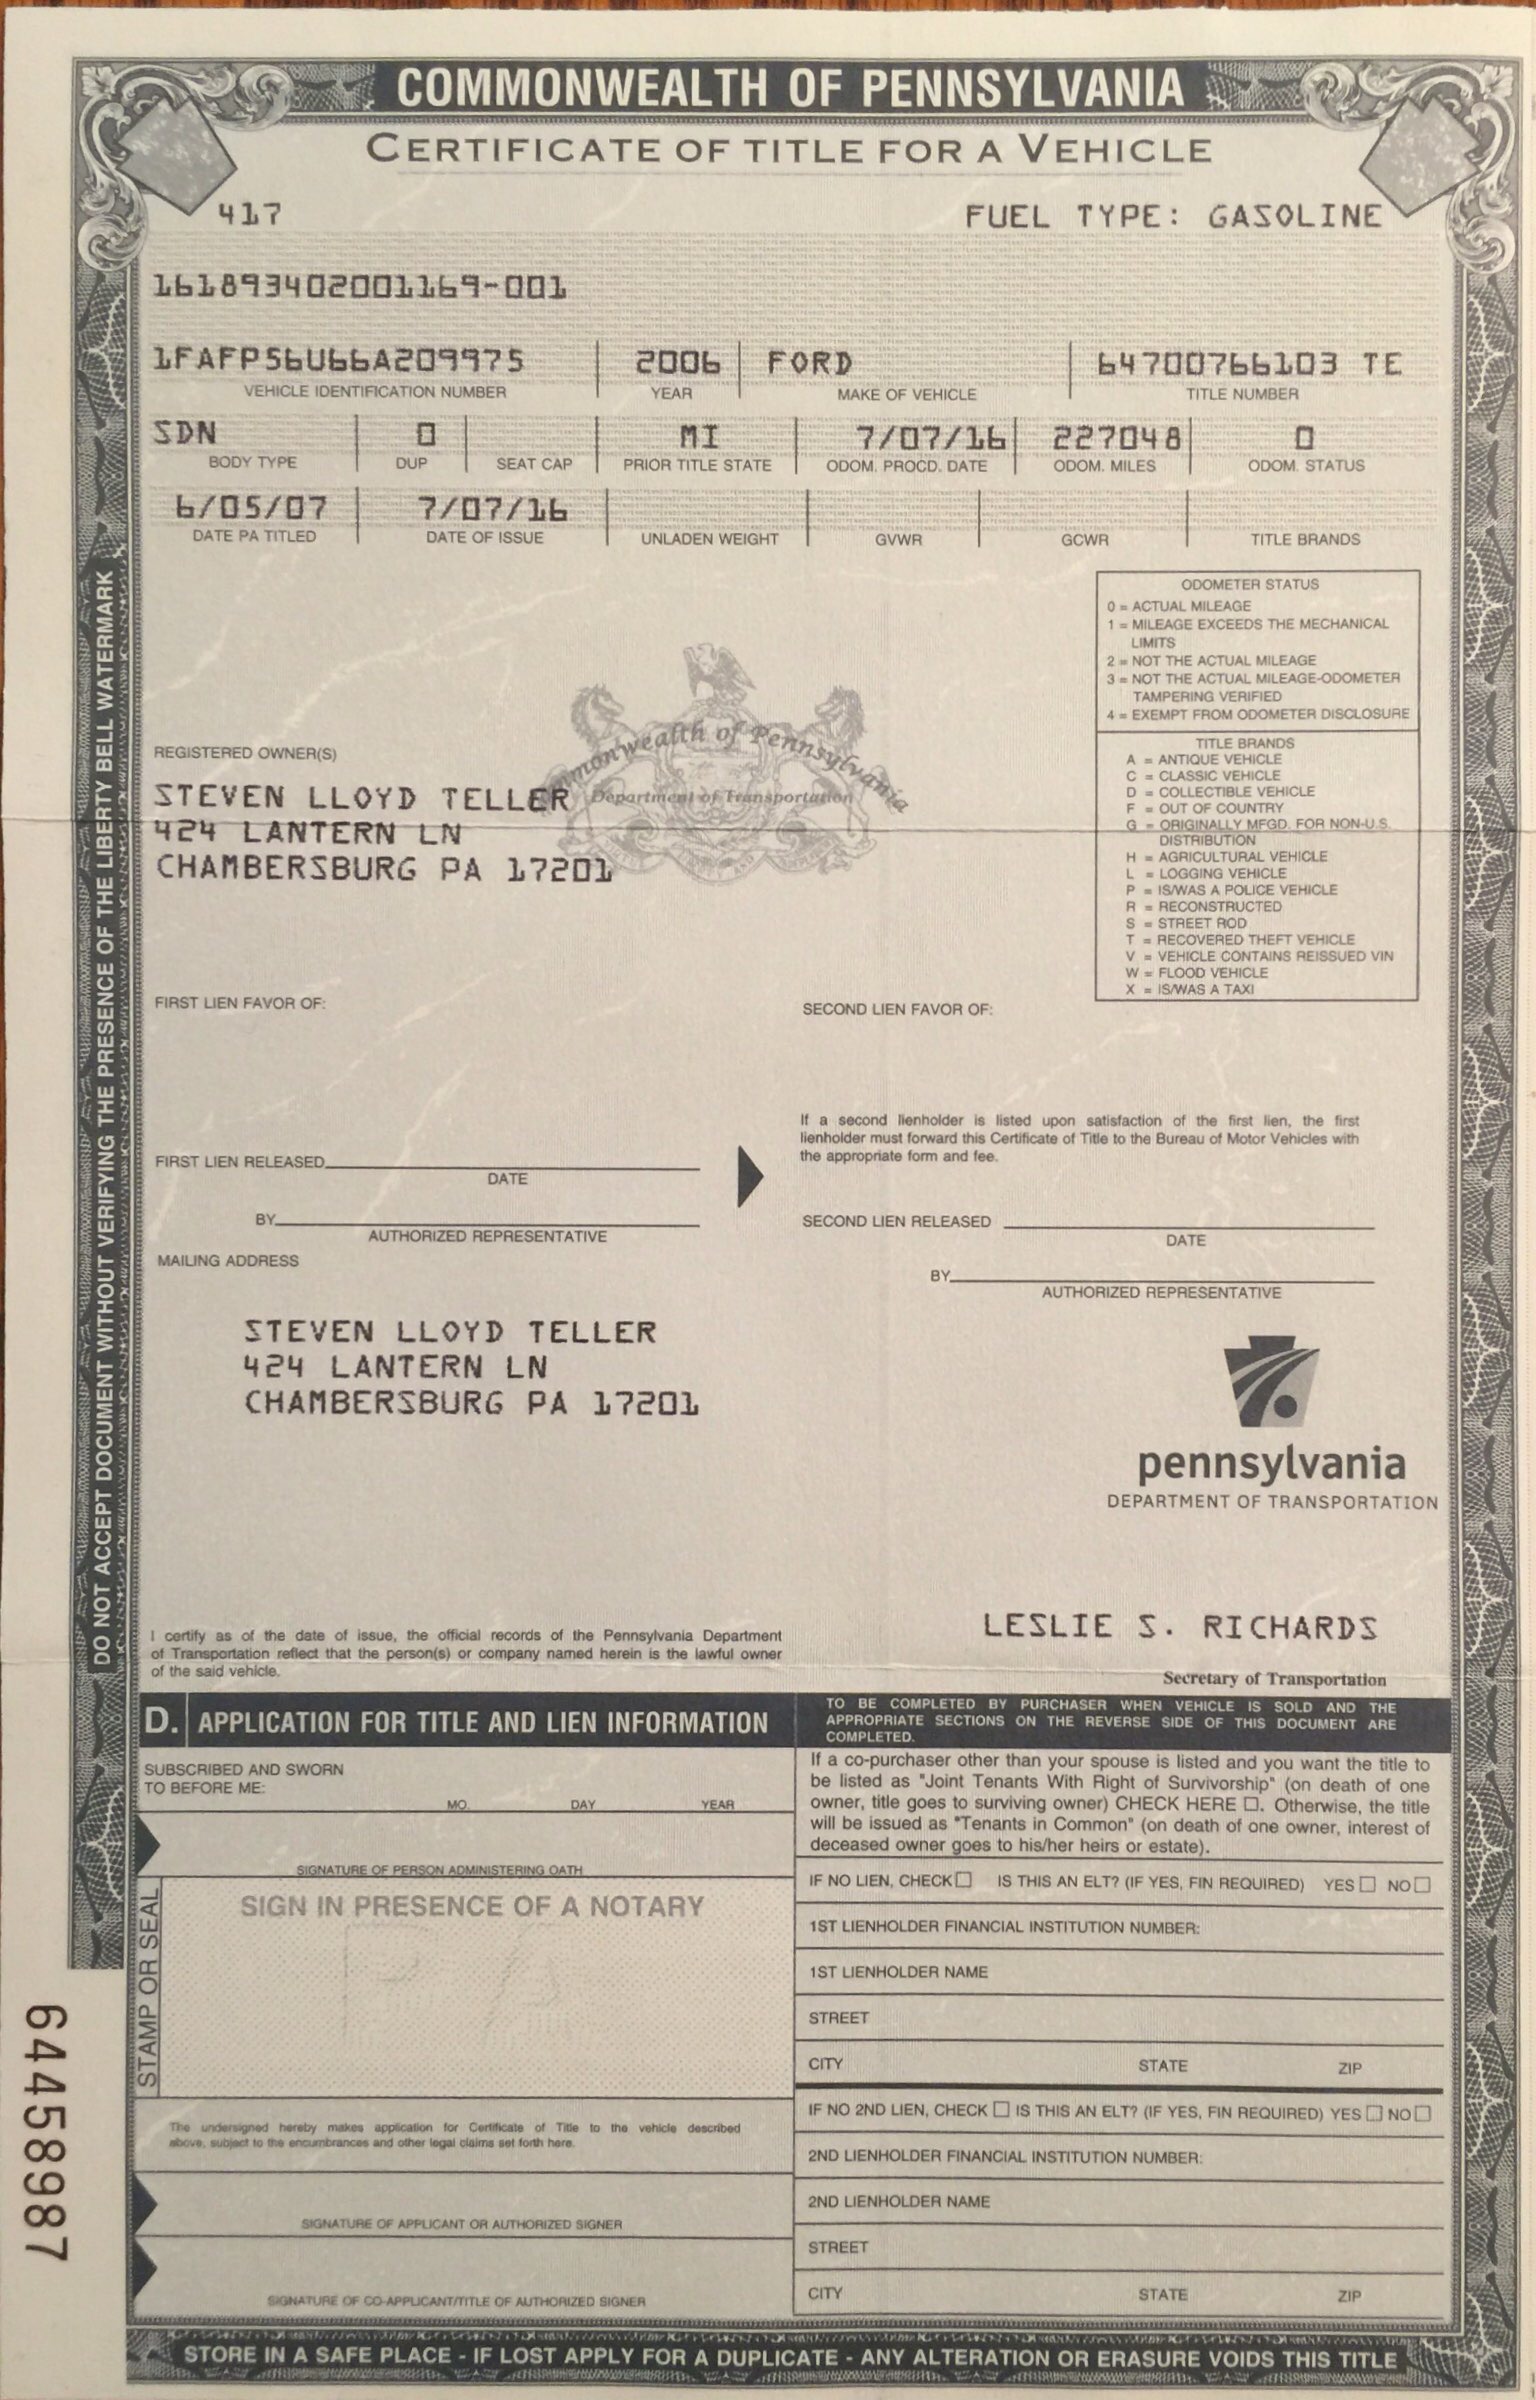 COMMONWEALTH OF PENNSYLVANIA
CERTIFICATE OF TITLE FOR A VEHICLE
417 FUEL TYPE: GASOLINE
161893402001169-001
1FAFP56U66A209975 2006 FORD 64700766103 TE
VEHICLE IDENTIFICATION NUMBER YEAR MAKE OF VEHICLE TITLE NUMBER
SDN 0 MI 7/07/16 227048 0
BODY TYPE DUP SEAT CAP PRIOR TITLE STATE ODOM. PROCD. DATE ODOM. MILES ODOM. STATUS
6/05/07 7/07/16
DATE PA TITLED DATE OF ISSUE UNLADEN WEIGHT GVWR GCWR TITLE BRANDS
ODOMETER STATUS
0 = ACTUAL MILEAGE
1 = MILEAGE EXCEEDS THE MECHANICAL
LIMITS
2 = NOT THE ACTUAL MILEAGE
3 = NOT THE ACTUAL MILEAGE-ODOMETER
TAMPERING VERIFIED
4 = EXEMPT FROM ODOMETER DISCLOSURE
TITLE BRANDS
A = ANTIQUE VEHICLE
C = CLASSIC VEHICLE
D = COLLECTIBLE VEHICLE
F = OUT OF COUNTRY
G = ORIGINALLY MFGD. FOR NON-U.S.
DISTRIBUTION
H = AGRICULTURAL VEHICLE
L = LOGGING VEHICLE
P = IS/WAS A POLICE VEHICLE
R = RECONSTRUCTED
S = STREET ROD
T = RECOVERED THEFT VEHICLE
V = VEHICLE CONTAINS REISSUED VIN
W = FLOOD VEHICLE
X = IS/WAS A TAXI
Commonwealth of Pennsylvania
Department of Transportation
REGISTERED OWNER(S)
STEVEN LLOYD TELLER
424 LANTERN LN
CHAMBERSBURG PA 17201
FIRST LIEN FAVOR OF:
SECOND LIEN FAVOR OF:
If a second lienholder is listed upon satisfaction of the first lien, the first
lienholder must forward this Certificate of Title to the Bureau of Motor Vehicles with
the appropriate form and fee.
FIRST LIEN RELEASED
DATE
BY
AUTHORIZED REPRESENTATIVE
SECOND LIEN RELEASED
DATE
BY
AUTHORIZED REPRESENTATIVE
MAILING ADDRESS
STEVEN LLOYD TELLER
424 LANTERN LN
CHAMBERSBURG PA 17201
pennsylvania
DEPARTMENT OF TRANSPORTATION
LESLIE S. RICHARDS
Secretary of Transportation
I certify as of the date of issue, the official records of the Pennsylvania Department
of Transportation reflect that the person(s) or company named herein is the lawful owner
of the said vehicle.
D. APPLICATION FOR TITLE AND LIEN INFORMATION
TO BE COMPLETED BY PURCHASER WHEN VEHICLE IS SOLD AND THE
APPROPRIATE SECTIONS ON THE REVERSE SIDE OF THIS DOCUMENT ARE
COMPLETED.
SUBSCRIBED AND SWORN
TO BEFORE ME:
MO. DAY YEAR
SIGNATURE OF PERSON ADMINISTERING OATH
STAMP OR SEAL
SIGN IN PRESENCE OF A NOTARY
PA
The undersigned hereby makes application for Certificate of Title to the vehicle described
above, subject to the encumbrances and other legal claims set forth here.
SIGNATURE OF APPLICANT OR AUTHORIZED SIGNER
SIGNATURE OF CO-APPLICANT/TITLE OF AUTHORIZED SIGNER
If a co-purchaser other than your spouse is listed and you want the title to
be listed as "Joint Tenants With Right of Survivorship" (on death of one
owner, title goes to surviving owner) CHECK HERE ☐. Otherwise, the title
will be issued as "Tenants in Common" (on death of one owner, interest of
deceased owner goes to his/her heirs or estate).
IF NO LIEN, CHECK ☐ IS THIS AN ELT? (IF YES, FIN REQUIRED) YES ☐ NO ☐
1ST LIENHOLDER FINANCIAL INSTITUTION NUMBER:
1ST LIENHOLDER NAME
STREET
CITY STATE ZIP
IF NO 2ND LIEN, CHECK ☐ IS THIS AN ELT? (IF YES, FIN REQUIRED) YES ☐ NO ☐
2ND LIENHOLDER FINANCIAL INSTITUTION NUMBER:
2ND LIENHOLDER NAME
STREET
CITY STATE ZIP
STORE IN A SAFE PLACE - IF LOST APPLY FOR A DUPLICATE - ANY ALTERATION OR ERASURE VOIDS THIS TITLE
DO NOT ACCEPT DOCUMENT WITHOUT VERIFYING THE PRESENCE OF THE LIBERTY BELL WATERMARK
64458987